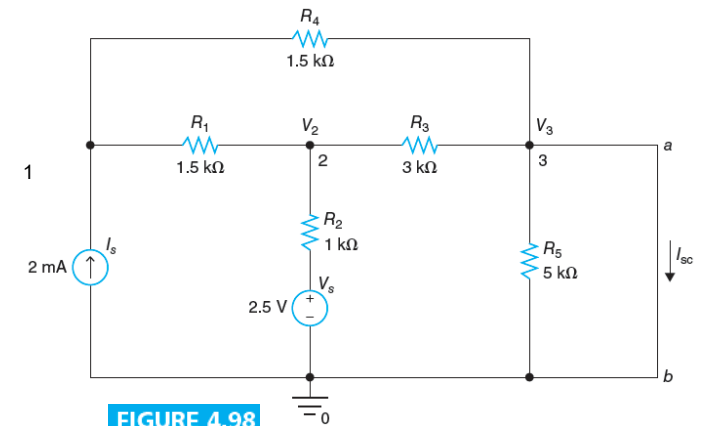 R4
1.5 kΩ
R1
V2
R3
V3
a
1.5 kΩ
2
3 kΩ
3
1
R2
1 kΩ
Is
R5
5 kΩ
Isc
2 mA
Vs
+
2.5 V
−
b
0
FIGURE 4.98